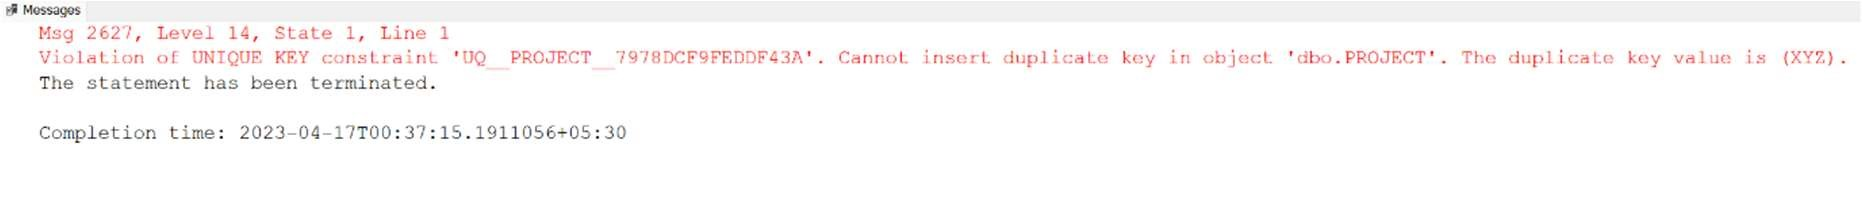 Messages
Msg 2627, Level 14, State 1, Line 1
Violation of UNIQUE KEY constraint 'UQ__PROJECT__7978DCF9FEDDF43A'. Cannot insert duplicate key in object 'dbo.PROJECT'. The duplicate key value is (XYZ).
The statement has been terminated.
Completion time: 2023-04-17T00:37:15.1911056+05:30